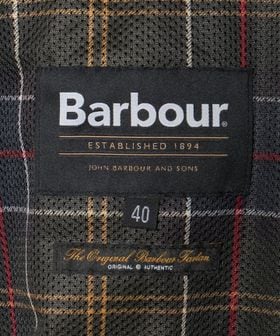 Barbour®
ESTABLISHED 1894
JOHN BARBOUR AND SONS
40
The Original Barbour Tartan
ORIGINAL & AUTHENTIC